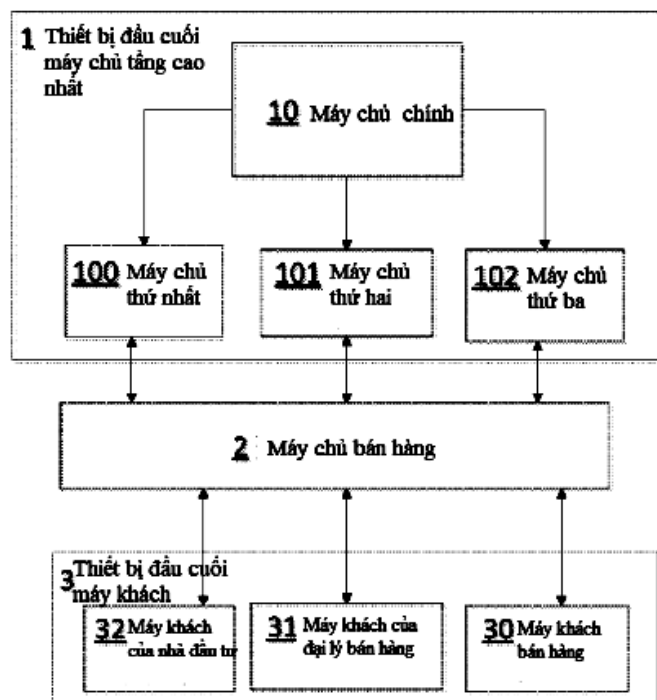 1 Thiết bị đầu cuối
máy chủ tầng cao
nhất
10 Máy chủ chính
100 Máy chủ
thứ nhất
101 Máy chủ
thứ hai
102 Máy chủ
thứ ba
2 Máy chủ bán hàng
3 Thiết bị đầu cuối
máy khách
32 Máy khách
của nhà đầu tư
31 Máy khách của
đại lý bán hàng
30 Máy khách
bán hàng